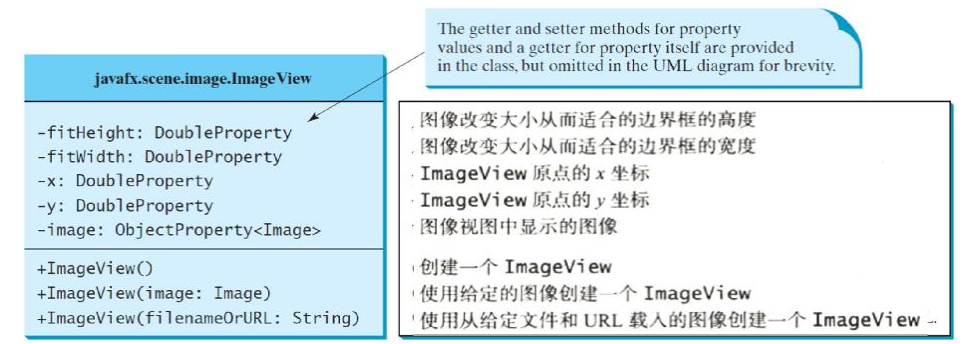 The getter and setter methods for property
values and a getter for property itself are provided
in the class, but omitted in the UML diagram for brevity.
javafx.scene.image.ImageView
-fitHeight: DoubleProperty
-fitWidth: DoubleProperty
-x: DoubleProperty
-y: DoubleProperty
-image: ObjectProperty<Image>
+ImageView()
+ImageView(image: Image)
+ImageView(filenameOrURL: String)
图像改变大小从而适合的边界框的高度
图像改变大小从而适合的边界框的宽度
ImageView 原点的 x 坐标
ImageView 原点的 y 坐标
图像视图中显示的图像
创建一个 ImageView
使用给定的图像创建一个 ImageView
使用从给定文件和 URL 载入的图像创建一个 ImageView